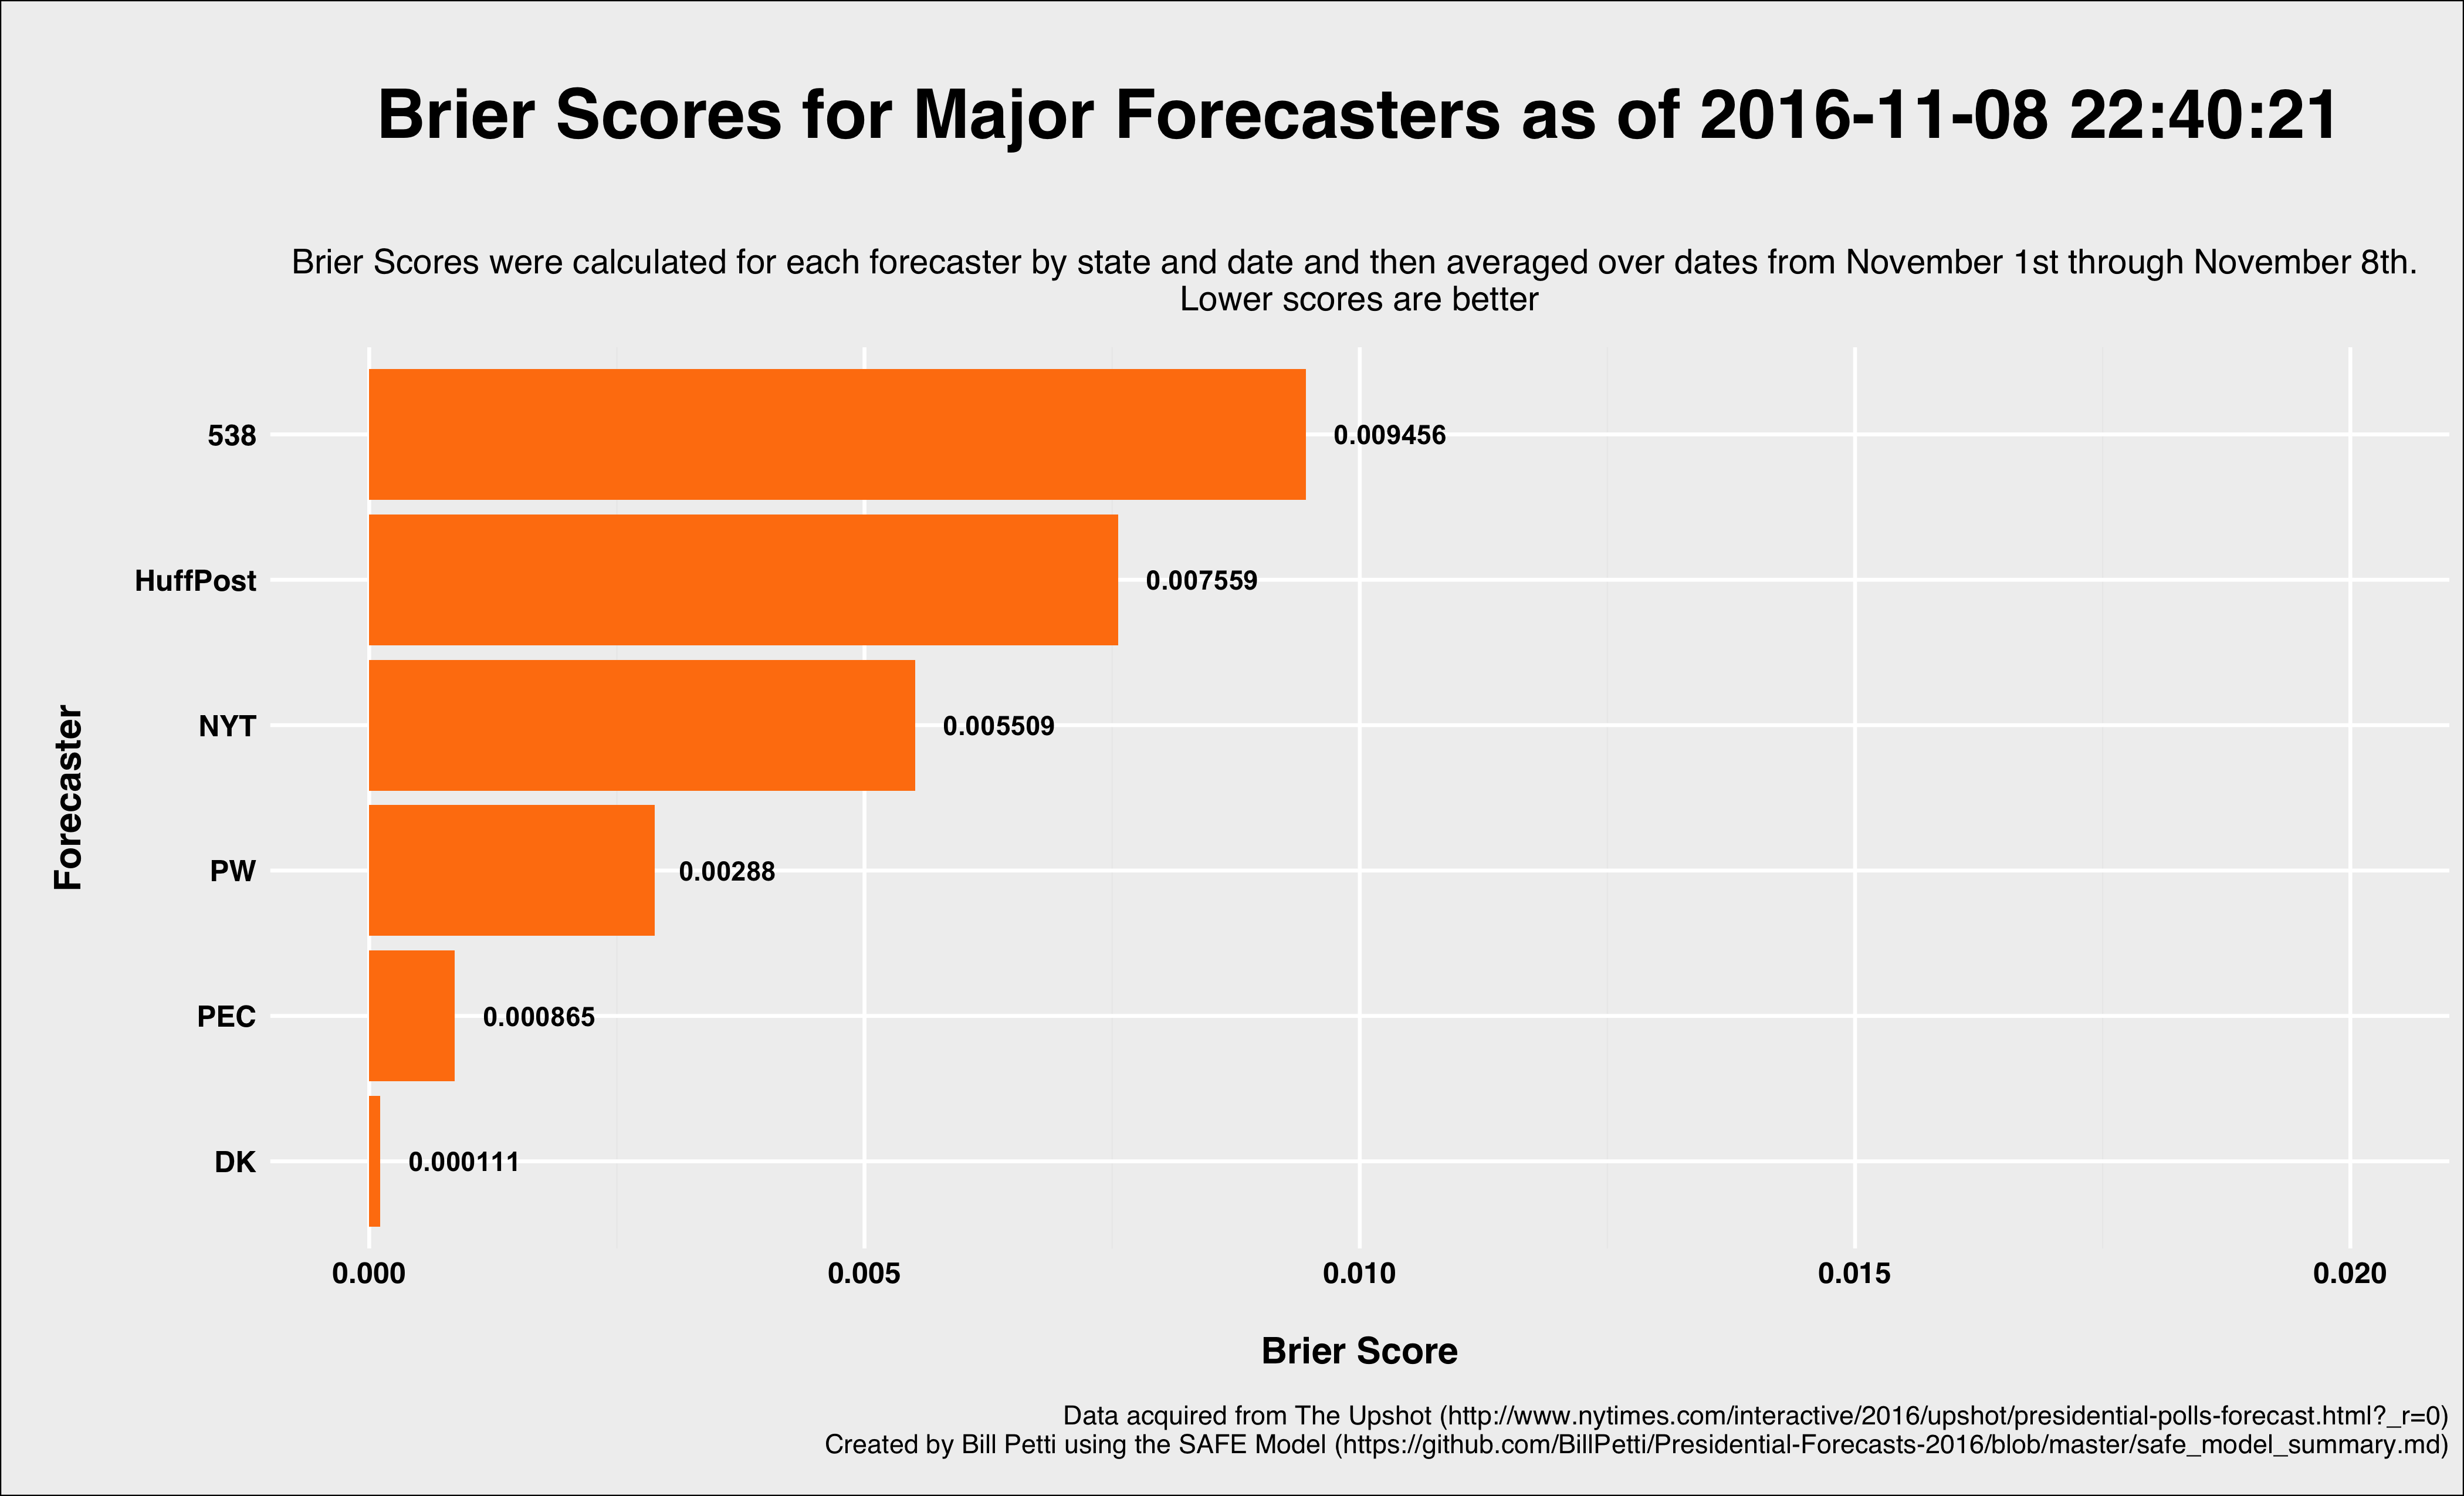 Brier Scores for Major Forecasters as of 2016-11-08 22:40:21
Brier Scores were calculated for each forecaster by state and date and then averaged over dates from November 1st through November 8th.
Lower scores are better
Forecaster
538
0.009456
HuffPost
0.007559
NYT
0.005509
PW
0.00288
PEC
0.000865
DK
0.000111
0.000
0.005
0.010
0.015
0.020
Brier Score
Data acquired from The Upshot (http://www.nytimes.com/interactive/2016/upshot/presidential-polls-forecast.html?_r=0)
Created by Bill Petti using the SAFE Model (https://github.com/BillPetti/Presidential-Forecasts-2016/blob/master/safe_model_summary.md)